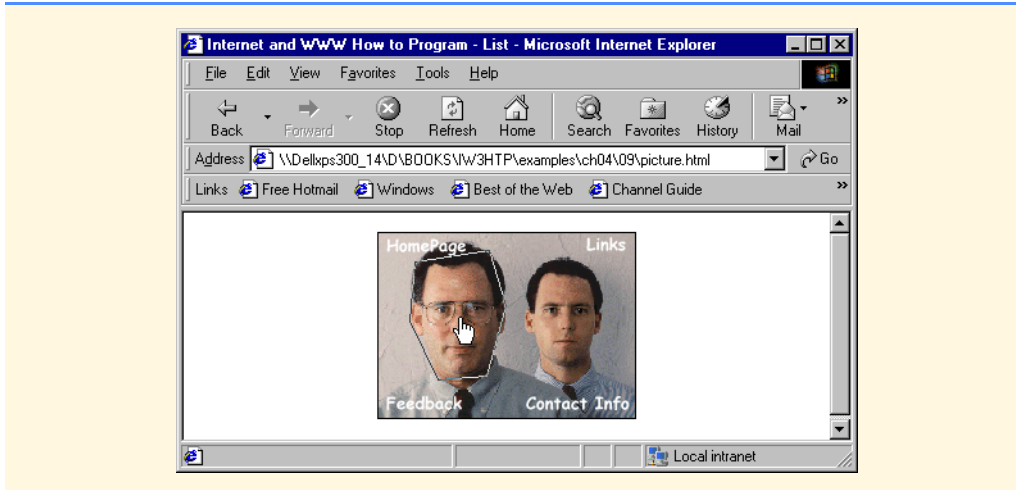 Internet and WWW How to Program - List - Microsoft Internet Explorer
File Edit View Favorites Tools Help
Back Forward Stop Refresh Home Search Favorites History Mail »
Address \\Dellxps300_14\D\BOOKS\IW3HTP\examples\ch04\09\picture.html Go
Links Free Hotmail Windows Best of the Web Channel Guide »
HomePage Links
Feedback Contact Info
Local intranet